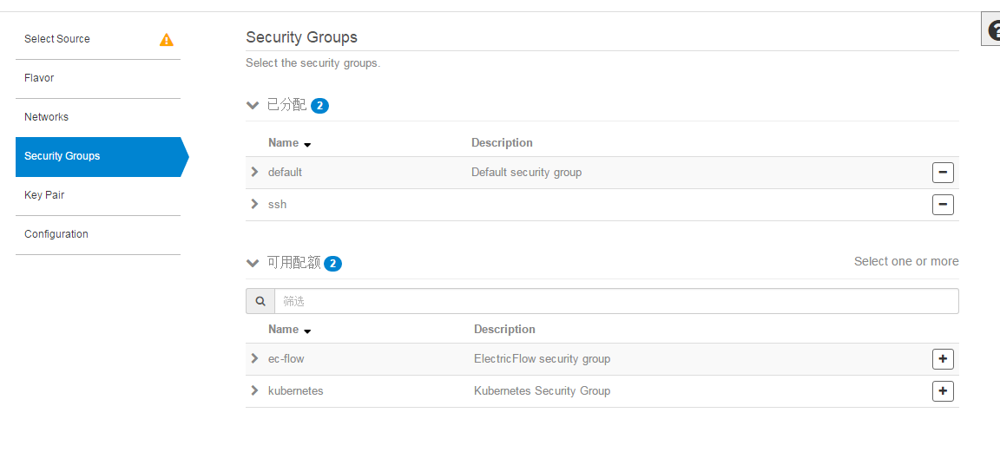 Select Source
Flavor
Networks
Security Groups
Key Pair
Configuration
Security Groups
Select the security groups.
已分配 2
Name Description
default Default security group
ssh
可用配额 2 Select one or more
筛选
Name Description
ec-flow ElectricFlow security group
kubernetes Kubernetes Security Group